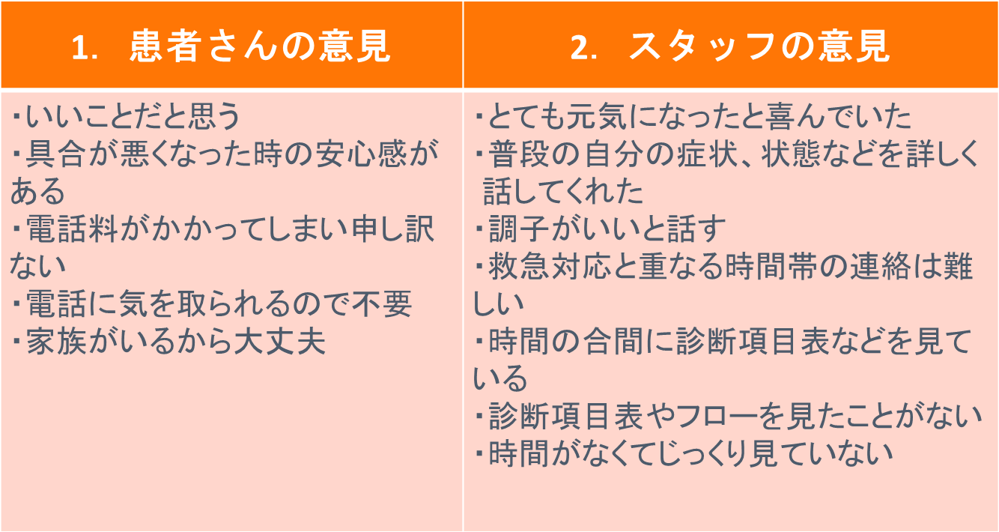 1. 患者さんの意見
・いいことだと思う
・具合が悪くなった時の安心感が
ある
・電話料がかかってしまい申し訳
ない
・電話に気を取られるので不要
・家族がいるから大丈夫
2. スタッフの意見
・とても元気になったと喜んでいた
・普段の自分の症状、状態などを詳しく
話してくれた
・調子がいいと話す
・救急対応と重なる時間帯の連絡は難
しい
・時間の合間に診断項目表などを見て
いる
・診断項目表やフローを見たことがない
・時間がなくてじっくり見ていない